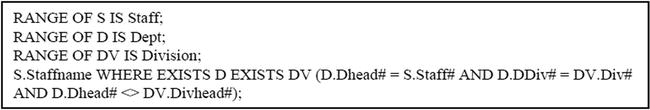 RANGE OF S IS Staff;
RANGE OF D IS Dept;
RANGE OF DV IS Division;
S.Staffname WHERE EXISTS D EXISTS DV (D.Dhead# = S.Staff# AND D.DDiv# = DV.Div#
AND D.Dhead# <> DV.Divhead#);